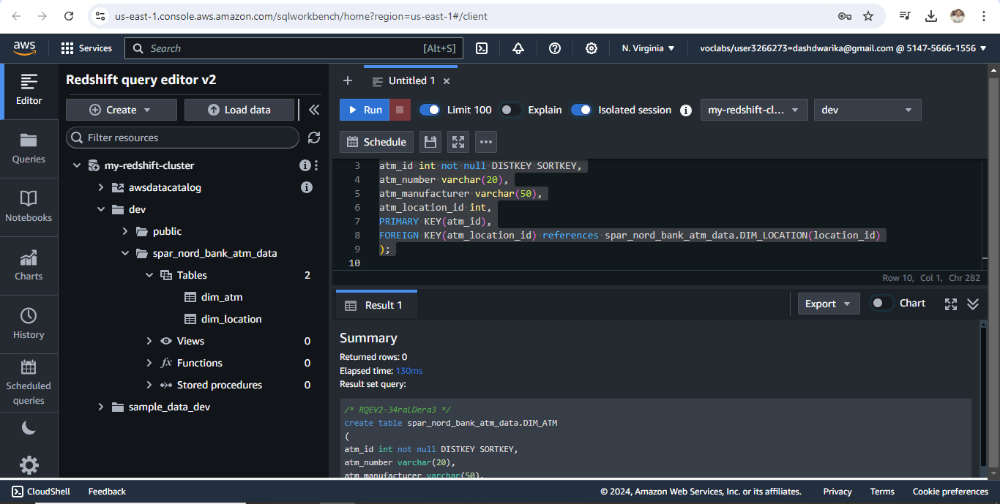 us-east-1.console.aws.amazon.com/sqlworkbench/home?region=us-east-1#/client
aws Services Search [Alt+S] N. Virginia voclabs/user3266273=dashdwarika@gmail.com @ 5147-5666-1556
Editor
Queries
Notebooks
Charts
History
Scheduled
queries
Redshift query editor v2
Create Load data
Filter resources
my-redshift-cluster
awsdatacatalog
dev
public
spar_nord_bank_atm_data
Tables 2
dim_atm
dim_location
Views 0
fx Functions 0
Stored procedures 0
sample_data_dev
Untitled 1
Run Limit 100 Explain Isolated session my-redshift-cl... dev
Schedule
3 atm_id int not null DISTKEY SORTKEY,
4 atm_number varchar(20),
5 atm_manufacturer varchar(50),
6 atm_location_id int,
7 PRIMARY KEY(atm_id),
8 FOREIGN KEY(atm_location_id) references spar_nord_bank_atm_data.DIM_LOCATION(location_id)
9 );
10
Row 10, Col 1, Chr 282
Result 1 Export Chart
Summary
Returned rows: 0
Elapsed time: 130ms
Result set query:
/* RQEV2-34raLDera3 */
create table spar_nord_bank_atm_data.DIM_ATM
(
atm_id int not null DISTKEY SORTKEY,
atm_number varchar(20),
atm_manufacturer varchar(50),
CloudShell Feedback © 2024, Amazon Web Services, Inc. or its affiliates. Privacy Terms Cookie preferences